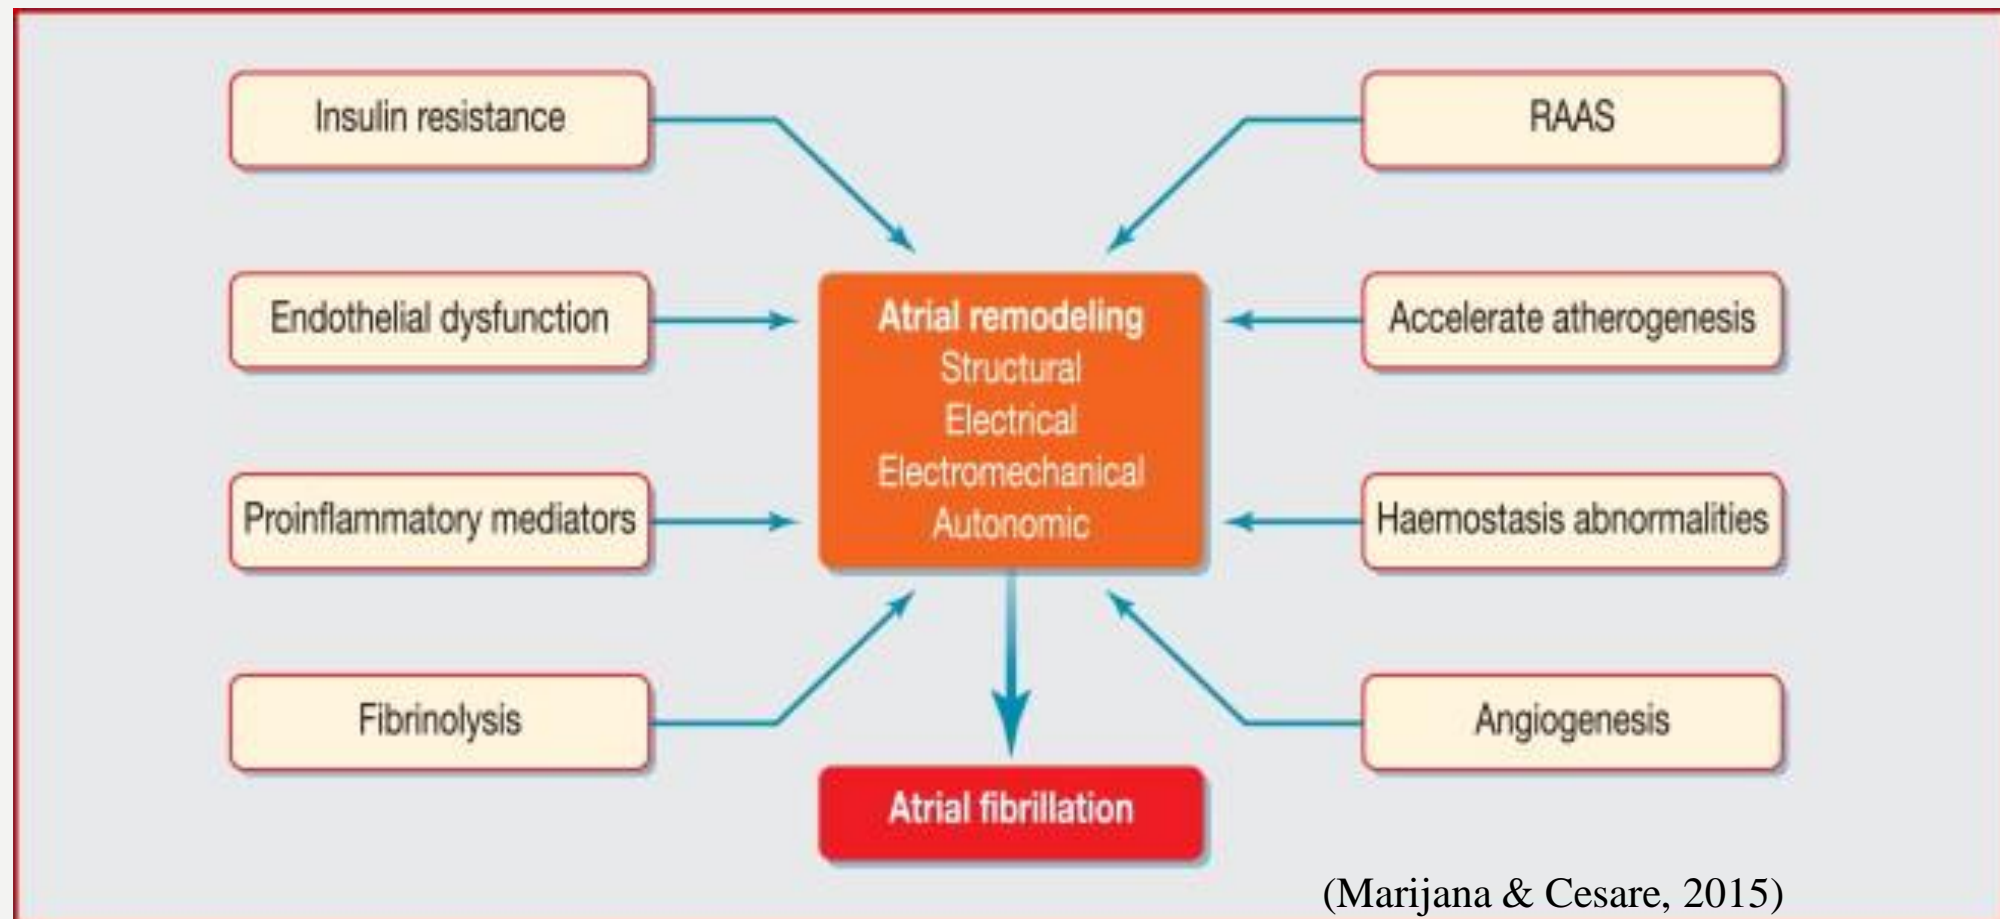 Insulin resistance
RAAS
Endothelial dysfunction
Atrial remodeling
Structural
Electrical
Electromechanical
Autonomic
Accelerate atherogenesis
Proinflammatory mediators
Haemostasis abnormalities
Fibrinolysis
Angiogenesis
Atrial fibrillation
(Marijana & Cesare, 2015)